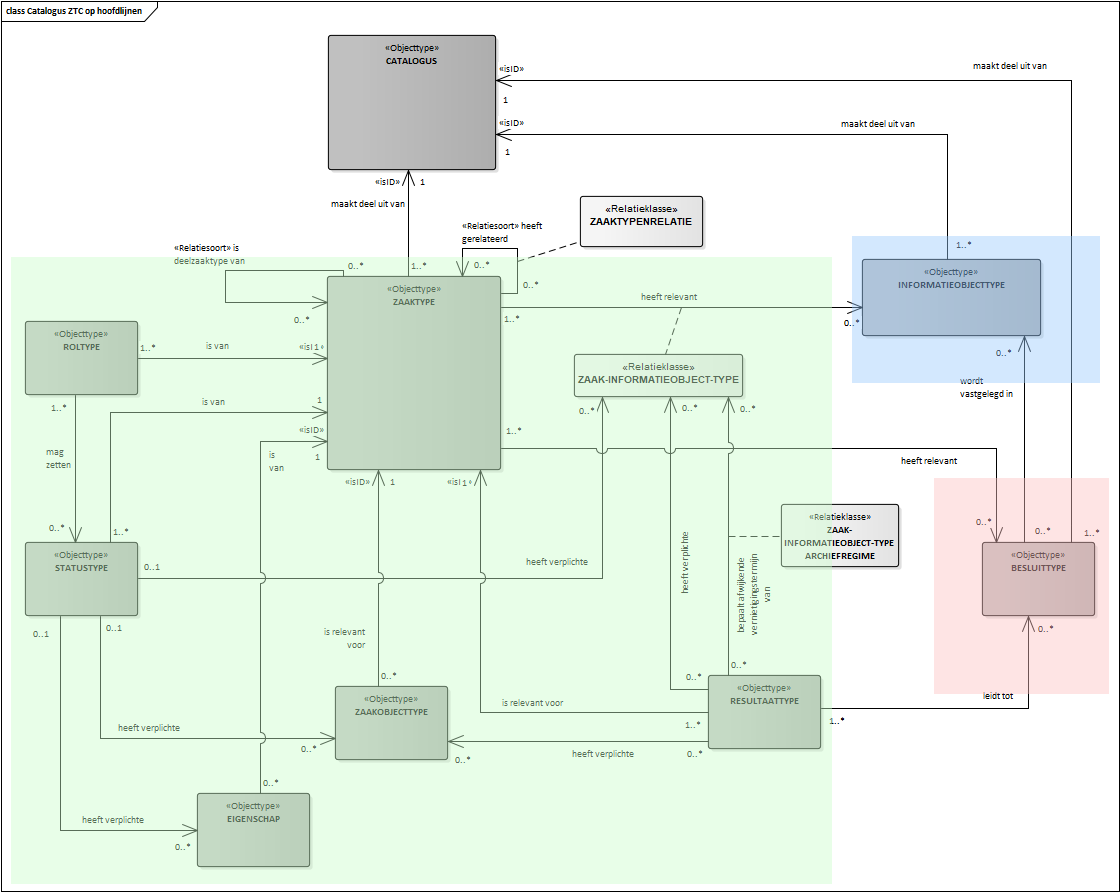 class Catalogus ZTC op hoofdlijnen
«Objecttype»
CATALOGUS
«isID»
maakt deel uit van
1
«isID»
maakt deel uit van
1
«isID»
1
maakt deel uit van
«Relatieklasse»
ZAAKTYPENRELATIE
«Relatiesoort» heeft
gerelateerd
«Relatiesoort» is
deelzaaktype van
0..*
1..*
0..*
0..*
0..*
1..*
«Objecttype»
INFORMATIEOBJECTTYPE
«Objecttype»
ZAAKTYPE
heeft relevant
1..*
0..*
«Objecttype»
ROLTYPE
1..*
is van
«isI1»
0..*
«Relatieklasse»
ZAAK-INFORMATIEOBJECT-TYPE
wordt
vastgelegd in
1..*
is van
1
0..*
0..*
0..*
«isID»
1
is
van
1..*
mag
zetten
heeft relevant
«isID»
1
«isI1»
«Relatieklasse»
ZAAK-
INFORMATIEOBJECT-TYPE
ARCHIEFREGIME
0..*
1..*
0..*
0..*
1..*
«Objecttype»
STATUSTYPE
0..1
heeft verplichte
heeft verplichte
bepaalt afwijkende
vernietigingstermijn
van
«Objecttype»
BESLUITTYPE
0..1
0..1
is relevant
voor
0..*
0..*
0..*
0..*
«Objecttype»
ZAAKOBJECTTYPE
«Objecttype»
RESULTAATTYPE
leidt tot
1..*
is relevant voor
1..*
heeft verplichte
0..*
0..*
heeft verplichte
0..*
0..*
«Objecttype»
EIGENSCHAP
heeft verplichte
0..*